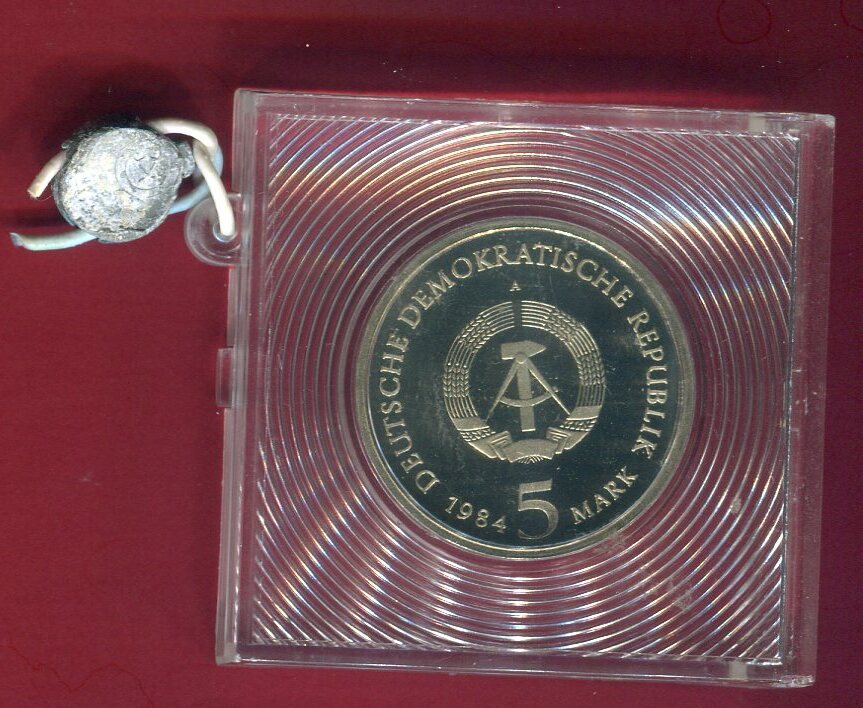 DEUTSCHE DEMOKRATISCHE REPUBLIK
A
1984 5 MARK